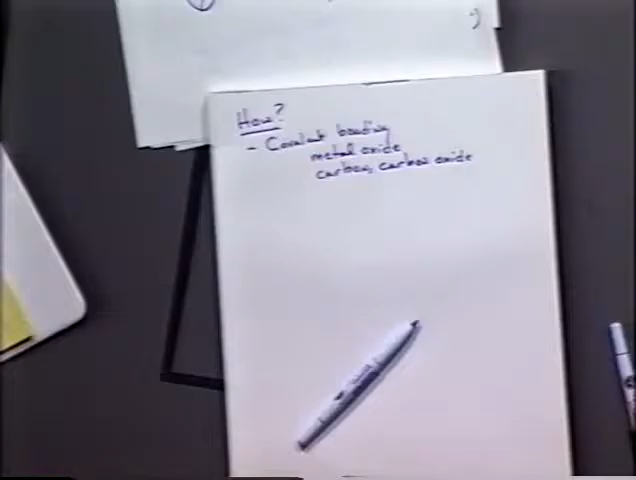 How?
- Covalent bonding
metal oxide
carbon, carbon oxide